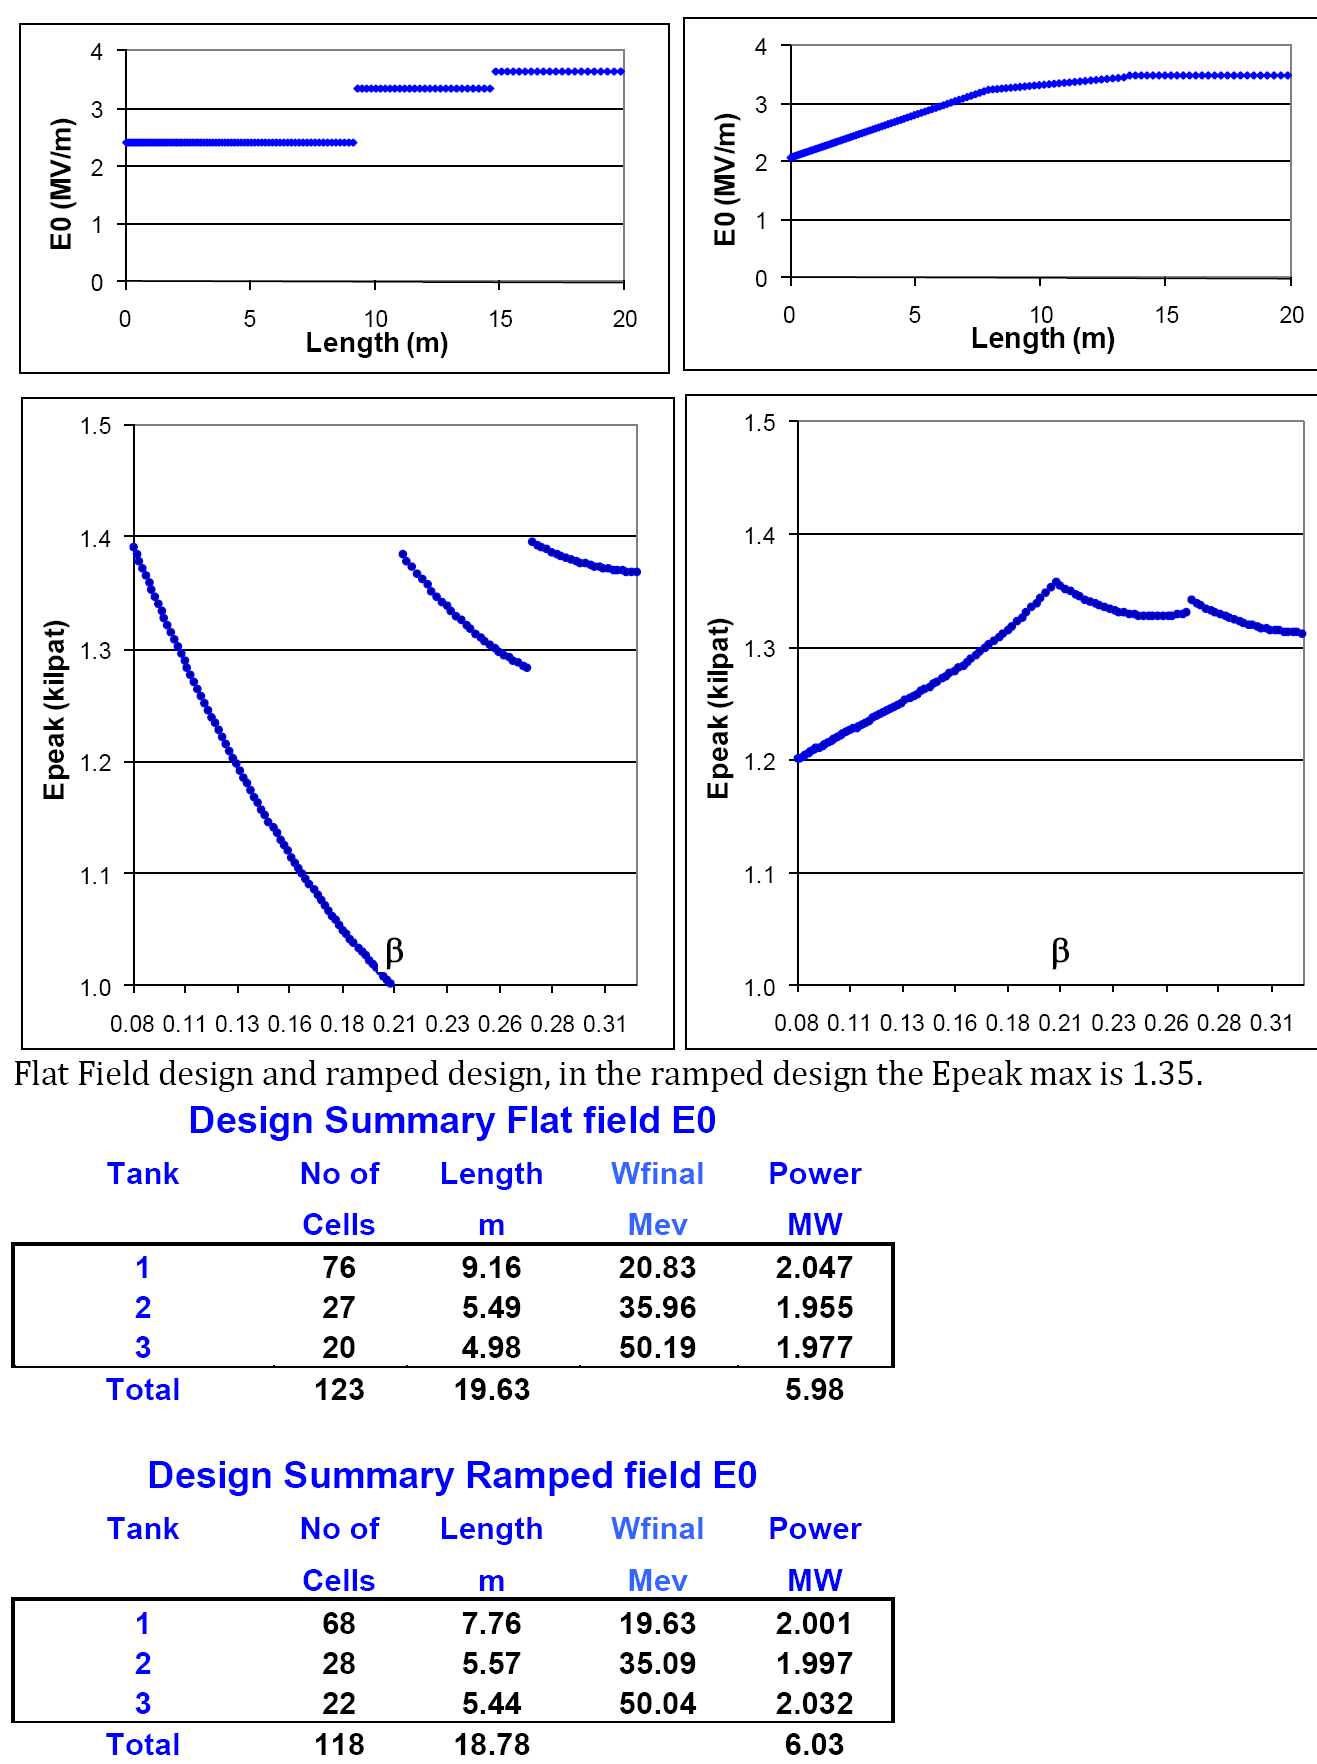 4
3
2
1
0
E0 (MV/m)
0 5 10 15 20
Length (m)
4
3
2
1
0
E0 (MV/m)
0 5 10 15 20
Length (m)
1.5
1.4
1.3
1.2
1.1
1.0
Epeak (kilpat)
β
0.08 0.11 0.13 0.16 0.18 0.21 0.23 0.26 0.28 0.31
1.5
1.4
1.3
1.2
1.1
1.0
Epeak (kilpat)
β
0.08 0.11 0.13 0.16 0.18 0.21 0.23 0.26 0.28 0.31
Flat Field design and ramped design, in the ramped design the Epeak max is 1.35.
Design Summary Flat field E0
Tank No of Length Wfinal Power
Cells m Mev MW
1 76 9.16 20.83 2.047
2 27 5.49 35.96 1.955
3 20 4.98 50.19 1.977
Total 123 19.63 5.98
Design Summary Ramped field E0
Tank No of Length Wfinal Power
Cells m Mev MW
1 68 7.76 19.63 2.001
2 28 5.57 35.09 1.997
3 22 5.44 50.04 2.032
Total 118 18.78 6.03